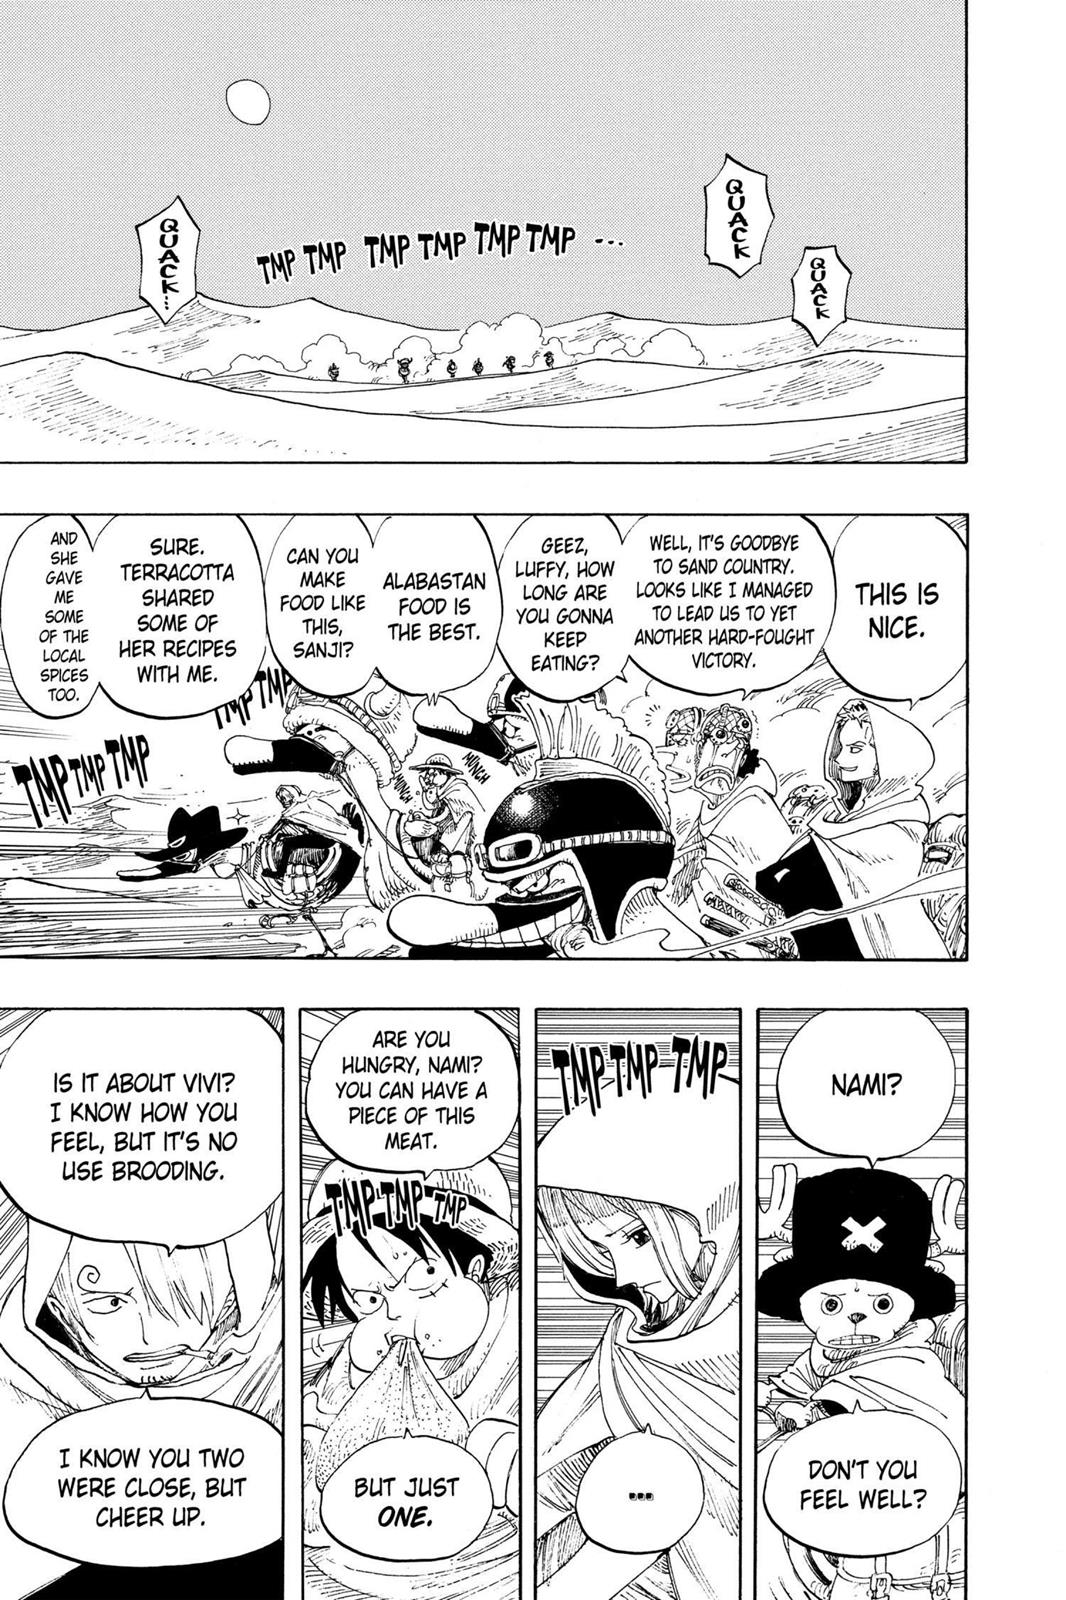 QUACK
QUACK
TMP TMP TMP TMP TMP TMP ...
QUACK...
THIS IS
NICE.
WELL, IT'S GOODBYE
TO SAND COUNTRY.
LOOKS LIKE I MANAGED
TO LEAD US TO YET
ANOTHER HARD-FOUGHT
VICTORY.
GEEZ,
LUFFY, HOW
LONG ARE
YOU GONNA
KEEP
EATING?
ALABASTAN
FOOD IS
THE BEST.
CAN YOU
MAKE
FOOD LIKE
THIS,
SANJI?
SURE.
TERRACOTTA
SHARED
SOME OF
HER RECIPES
WITH ME.
AND
SHE
GAVE
ME
SOME
OF THE
LOCAL
SPICES
TOO.
MUNCH
TMP TMP
TMP TMP TMP
NAMI?
DON'T YOU
FEEL WELL?
TMP TMP TMP
...
ARE YOU
HUNGRY, NAMI?
YOU CAN HAVE A
PIECE OF THIS
MEAT.
TMP TMP TMP
BUT JUST
ONE.
IS IT ABOUT VIVI?
I KNOW HOW YOU
FEEL, BUT IT'S NO
USE BROODING.
I KNOW YOU TWO
WERE CLOSE, BUT
CHEER UP.